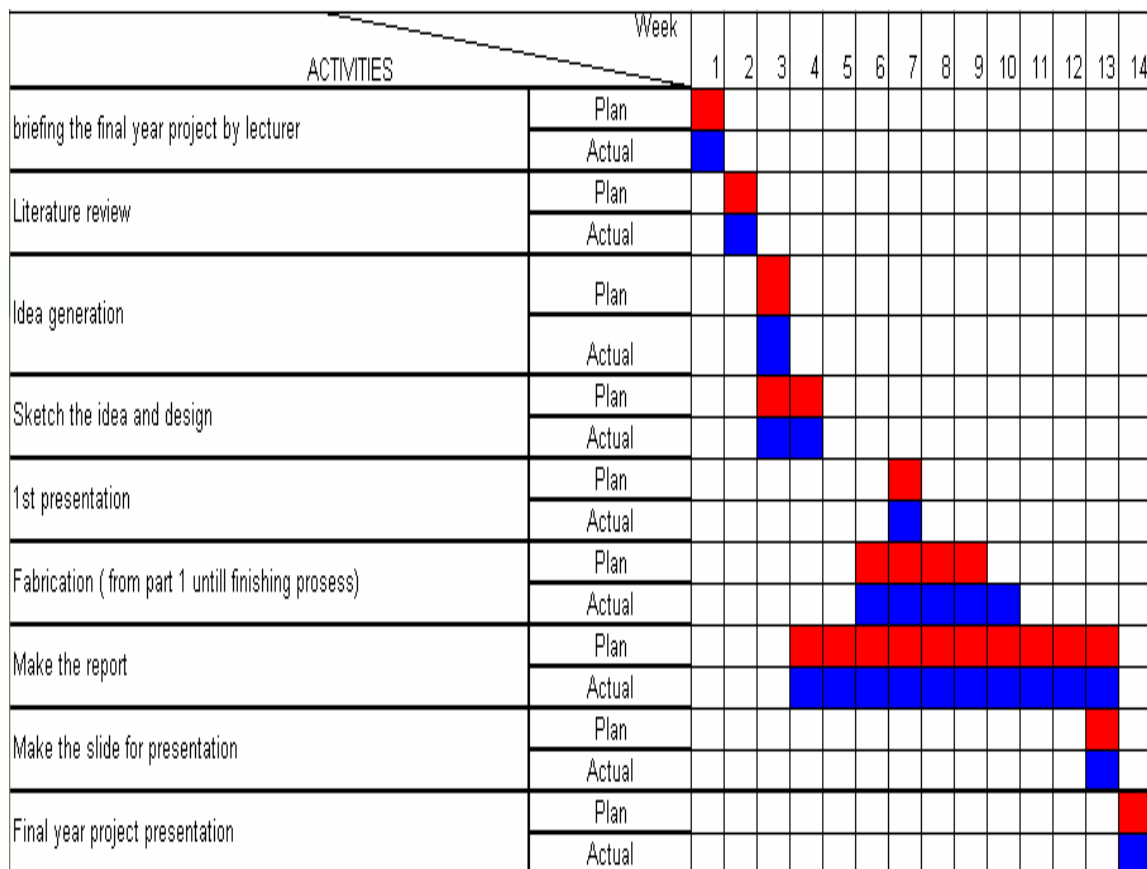 Week
ACTIVITIES
1 2 3 4 5 6 7 8 9 10 11 12 13 14
briefing the final year project by lecturer
Plan
Actual
Literature review
Plan
Actual
Idea generation
Plan
Actual
Sketch the idea and design
Plan
Actual
1st presentation
Plan
Actual
Fabrication ( from part 1 untill finishing prosess)
Plan
Actual
Make the report
Plan
Actual
Make the slide for presentation
Plan
Actual
Final year project presentation
Plan
Actual